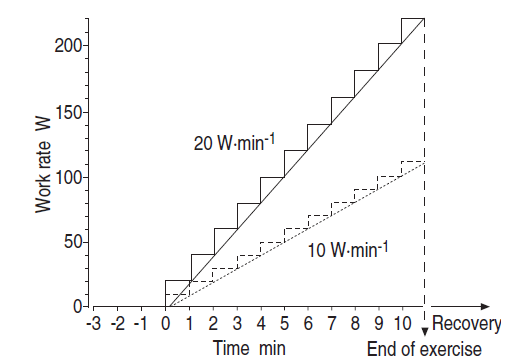 Work rate W
200
150
100
50
0
20 W·min-1
10 W·min-1
-3 -2 -1 0 1 2 3 4 5 6 7 8 9 10 Recovery
Time min
End of exercise